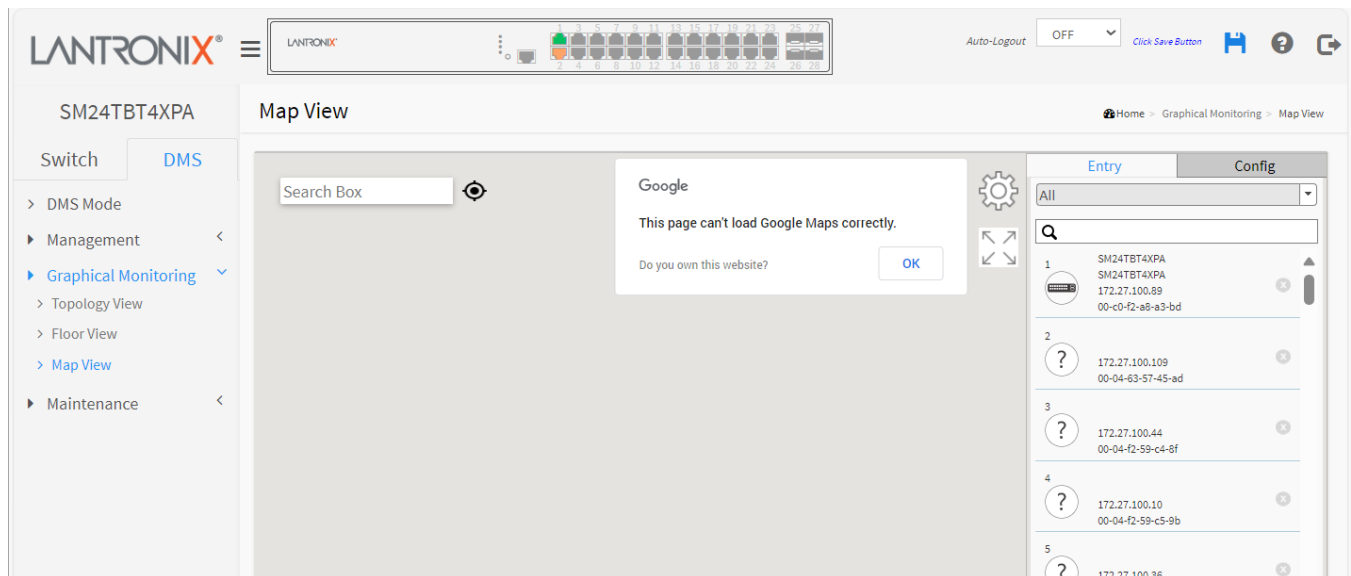 LANTRONIX®
LANTRONIX
1 3 5 7 9 11 13 15 17 19 21 23 25 27
2 4 6 8 10 12 14 16 18 20 22 24 26 28
Auto-Logout
OFF
Click Save Button
SM24TBT4XPA
Map View
Home > Graphical Monitoring > Map View
Switch
DMS
> DMS Mode
Management
Graphical Monitoring
> Topology View
> Floor View
> Map View
Maintenance
Search Box
Google
This page can't load Google Maps correctly.
Do you own this website?
OK
Entry
Config
All
1
SM24TBT4XPA
SM24TBT4XPA
172.27.100.89
00-c0-f2-a8-a3-bd
2
?
172.27.100.109
00-04-63-57-45-ad
3
?
172.27.100.44
00-04-f2-59-c4-8f
4
?
172.27.100.10
00-04-f2-59-c5-9b
5
?
172.27.100.36